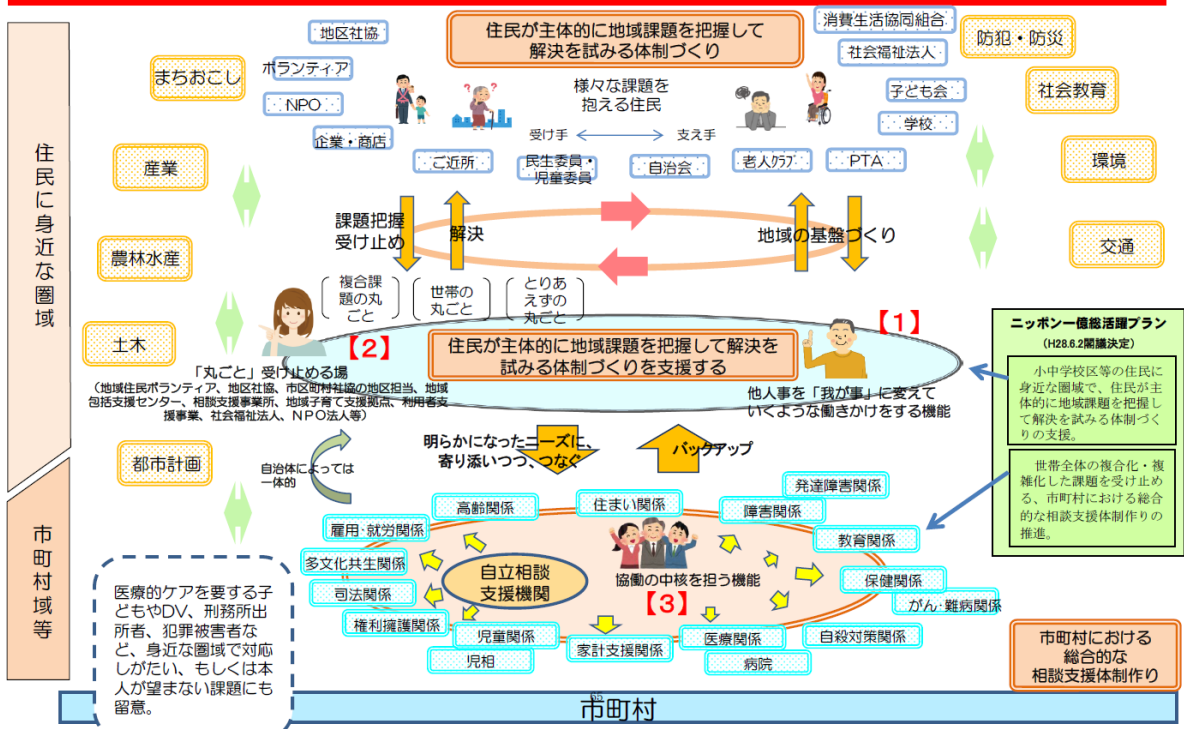 住民に身近な圏域
市町村域等
まちおこし
産業
農林水産
土木
都市計画
地区社協
ボランティア
NPO
企業・商店
住民が主体的に地域課題を把握して
解決を試みる体制づくり
様々な課題を
抱える住民
受け手
支え手
ご近所
民生委員・
児童委員
自治会
老人クラブ
PTA
消費生活協同組合
社会福祉法人
子ども会
学校
防犯・防災
社会教育
環境
交通
課題把握
受け止め
解決
地域の基盤づくり
複合課
題の丸
ごと
世帯の
丸ごと
とりあ
えずの
丸ごと
【1】
【2】
住民が主体的に地域課題を把握して解決を
試みる体制づくりを支援する
「丸ごと」受け止める場
(地域住民ボランティア、地区社協、市区町村社協の地区担当、地域
包括支援センター、相談支援事業所、地域子育て支援拠点、利用者支
援事業、社会福祉法人、NPO法人等)
他人事を「我が事」に変えて
いくような働きかけをする機能
ニッポン一億総活躍プラン
(H28.6.2閣議決定)
小中学校区等の住民に
身近な圏域で、住民が主
体的に地域課題を把握し
て解決を試みる体制づく
りの支援。
世帯全体の複合化・複
雑化した課題を受け止め
る、市町村における総合
的な相談支援体制作りの
推進。
明らかになったニーズに、
寄り添いつつ、つなぐ
バックアップ
自治体によっては
一体的
高齢関係
住まい関係
障害関係
発達障害関係
雇用・就労関係
教育関係
多文化共生関係
保健関係
司法関係
がん・難病関係
権利擁護関係
自殺対策関係
児童関係
児相
家計支援関係
医療関係
病院
自立相談
支援機関
協働の中核を担う機能
【3】
医療的ケアを要する子
どもやDV、刑務所出
所者、犯罪被害者な
ど、身近な圏域で対応
しがたい、もしくは本
人が望まない課題にも
留意。
市町村における
総合的な
相談支援体制作り
65
市町村